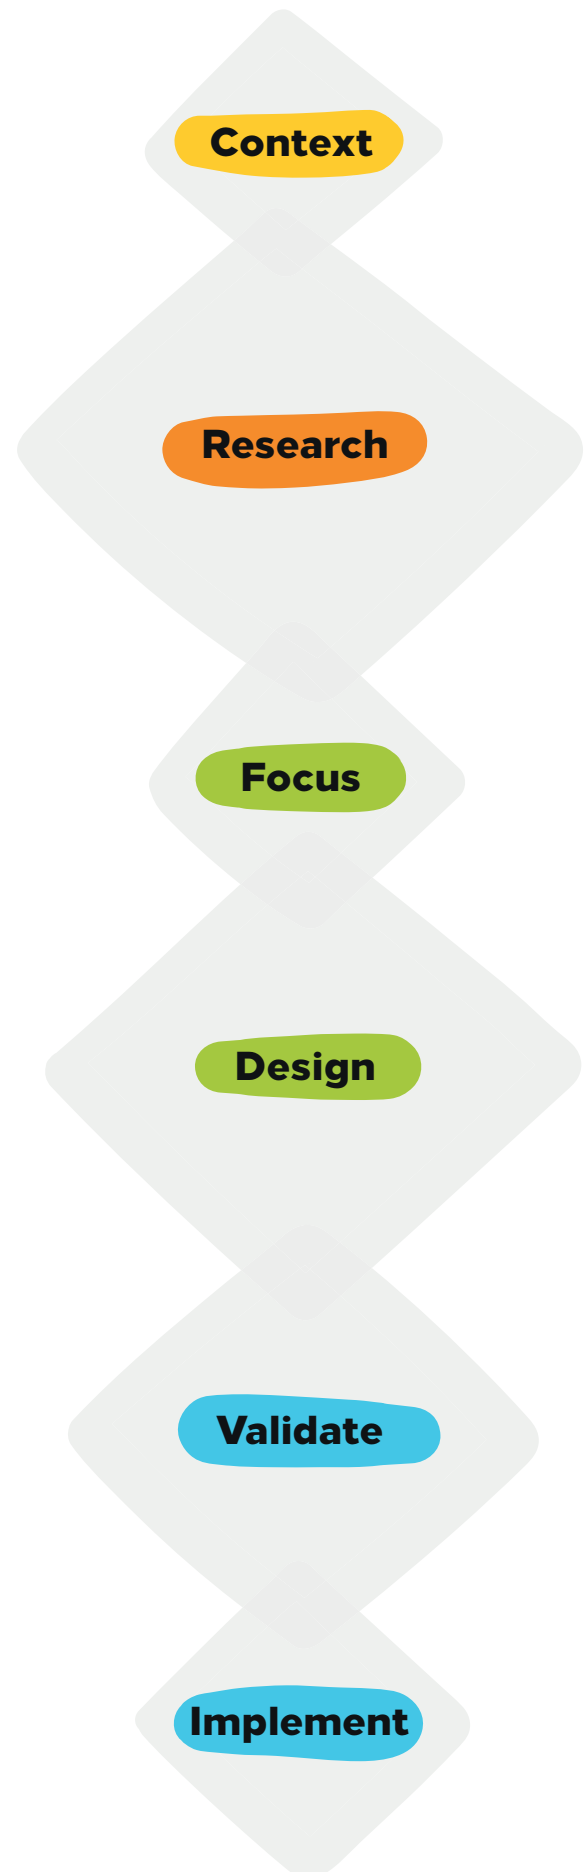 Context
Research
Focus
Design
Validate
Implement